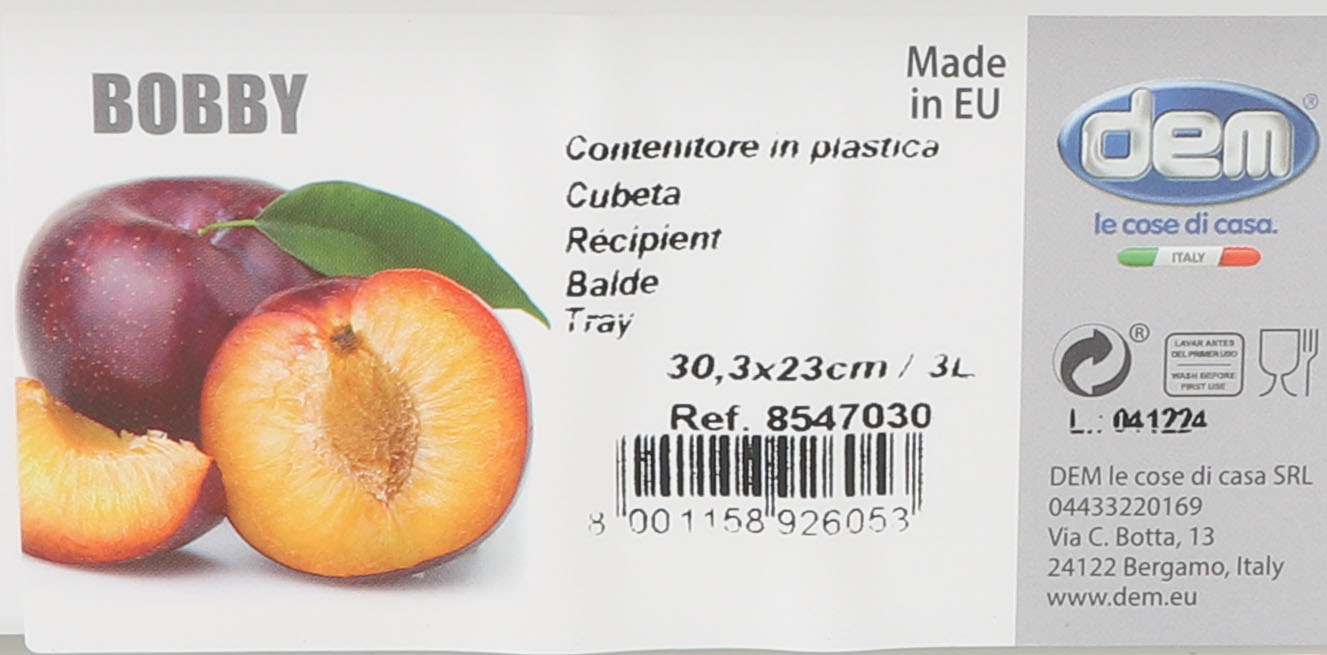 BOBBY
Made
in EU
Contenitore in plastica
Cubeta
Récipient
Balde
Tray
30,3x23cm / 3L
Ref. 8547030
8 001158 926053
dem®
le cose di casa.
ITALY
®
LAVAR ANTES
DEL PRIMER USO
WASH BEFORE
FIRST USE
L.: 041224
DEM le cose di casa SRL
04433220169
Via C. Botta, 13
24122 Bergamo, Italy
www.dem.eu